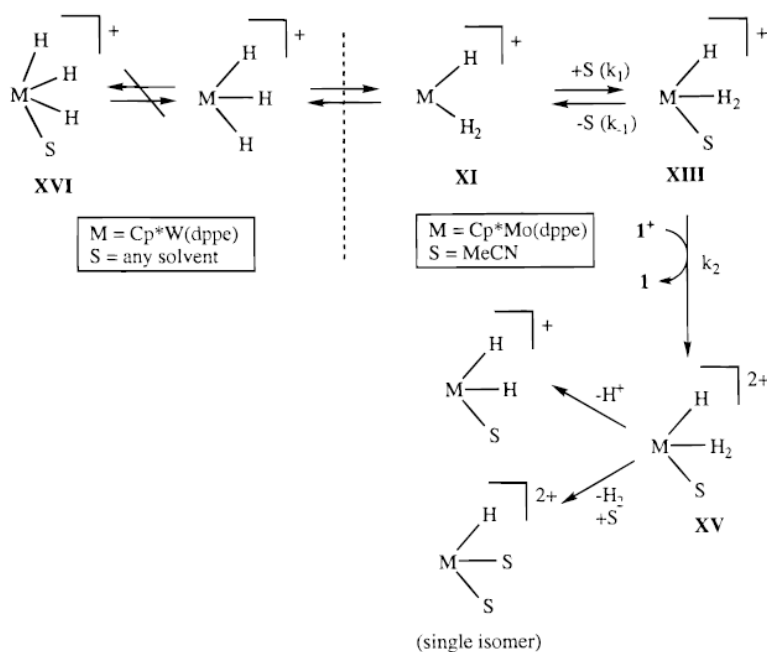 +
+
+
H
H
H
H
H
+S (k1)
H
M
M
H
M
M
H2
H
-S (k-1)
H
H2
S
S
XVI
XI
XIII
M = Cp*W(dppe)
S = any solvent
M = Cp*Mo(dppe)
S = MeCN
1+
k2
1
+
H
2+
M
H
-H+
H
S
M
H2
2+
-H2
+S
S
H
XV
M
S
S
(single isomer)